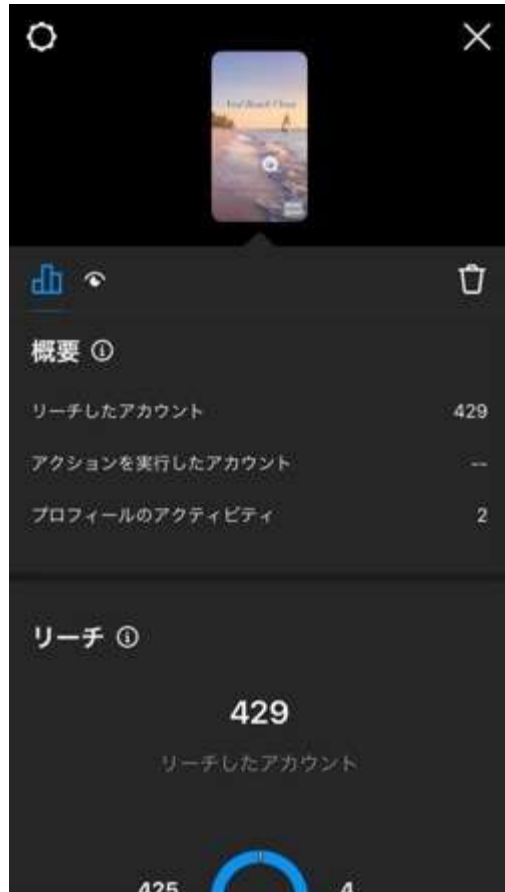 概要
リーチしたアカウント 429
アクションを実行したアカウント --
プロフィールのアクティビティ 2
リーチ
429
リーチしたアカウント
425 4